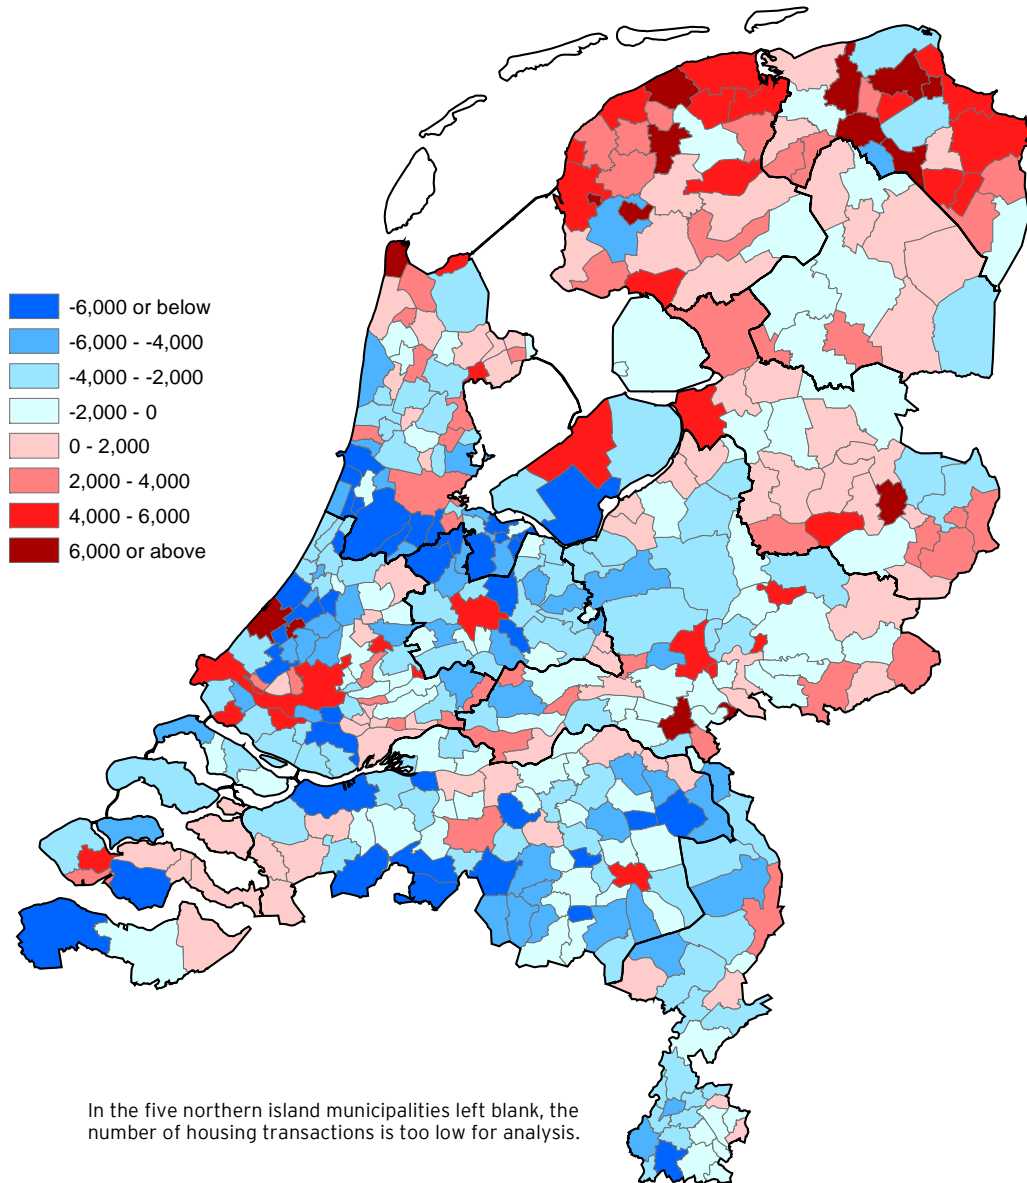 -6,000 or below
-6,000 - -4,000
-4,000 - -2,000
-2,000 - 0
0 - 2,000
2,000 - 4,000
4,000 - 6,000
6,000 or above
In the five northern island municipalities left blank, the
number of housing transactions is too low for analysis.